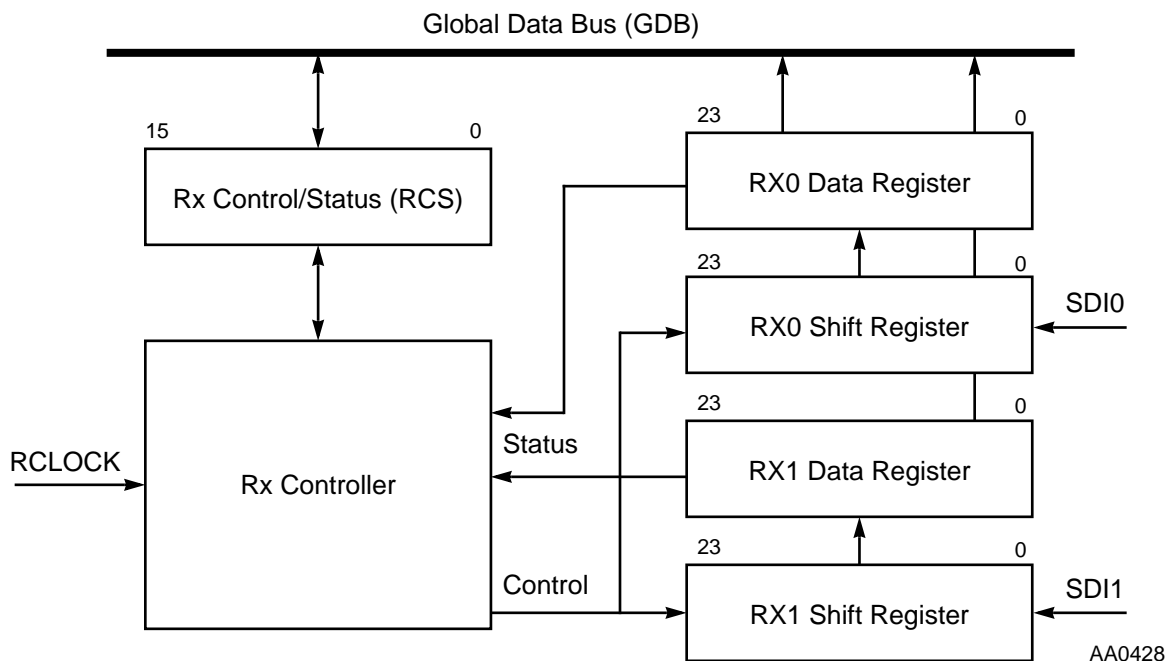 Global Data Bus (GDB)
15 0
Rx Control/Status (RCS)
23 0
RX0 Data Register
23 0
RX0 Shift Register
SDI0
23 0
RX1 Data Register
Status
RCLOCK
Rx Controller
23 0
Control
RX1 Shift Register
SDI1
AA0428